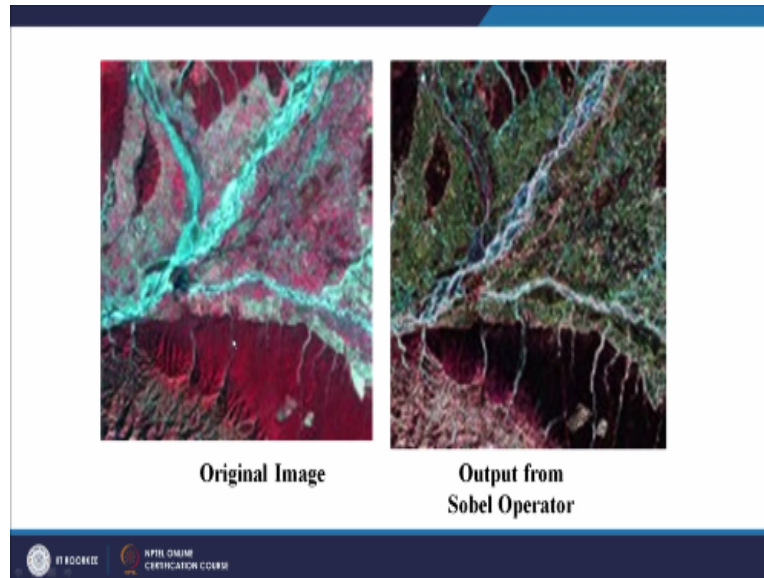 Original Image
Output from
Sobel Operator
IIT ROORKEE
NPTEL ONLINE
CERTIFICATION COURSE